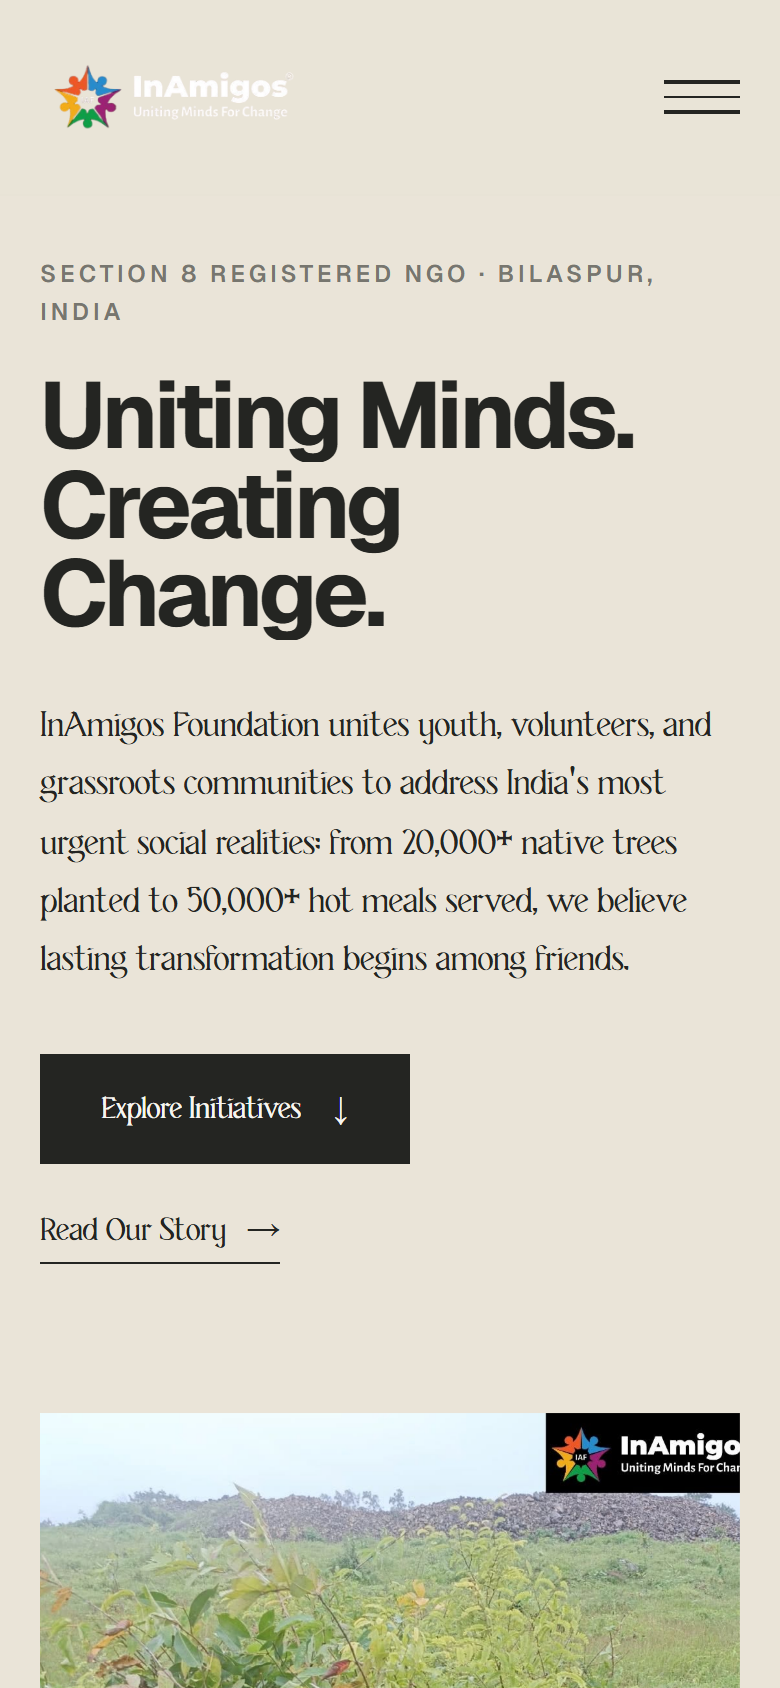 InAmigos
Uniting Minds For Change
SECTION 8 REGISTERED NGO · BILASPUR,
INDIA
Uniting Minds.
Creating
Change.
InAmigos Foundation unites youth, volunteers, and
grassroots communities to address India's most
urgent social realities: from 20,000+ native trees
planted to 50,000+ hot meals served, we believe
lasting transformation begins among friends.
Explore Initiatives ↓
Read Our Story →
IAF
InAmigo
Uniting Minds For Char